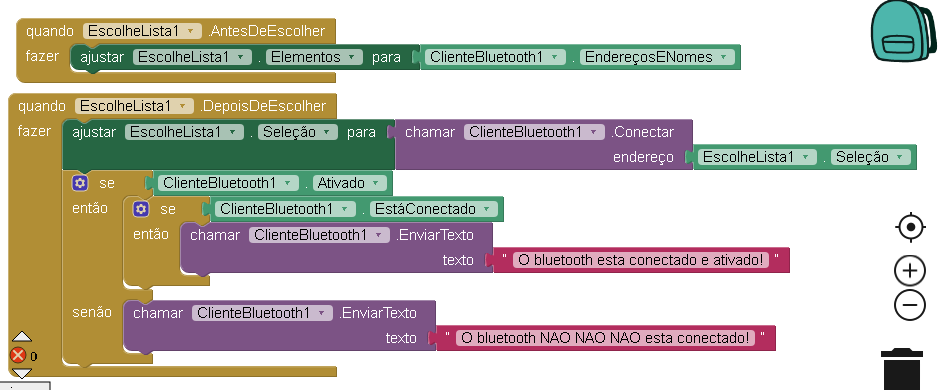 quando EscolheLista1 .AntesDeEscolher
fazer ajustar EscolheLista1 . Elementos para ClienteBluetooth1 . EndereçosENomes
quando EscolheLista1 .DepoisDeEscolher
fazer ajustar EscolheLista1 . Seleção para chamar ClienteBluetooth1 .Conectar
endereço EscolheLista1 . Seleção
se ClienteBluetooth1 . Ativado
então se ClienteBluetooth1 . EstáConectado
então chamar ClienteBluetooth1 .EnviarTexto
texto " O bluetooth esta conectado e ativado! "
senão chamar ClienteBluetooth1 .EnviarTexto
texto " O bluetooth NAO NAO NAO esta conectado! "
0